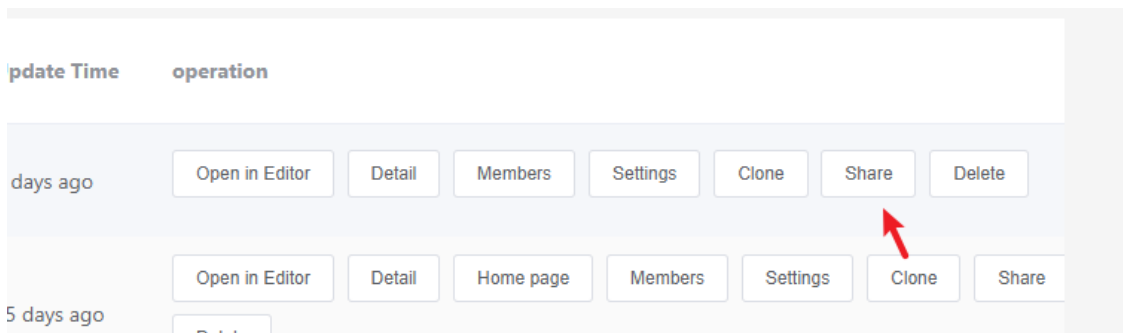 pdate Time operation
days ago Open in Editor Detail Members Settings Clone Share Delete
Open in Editor Detail Home page Members Settings Clone Share
5 days ago